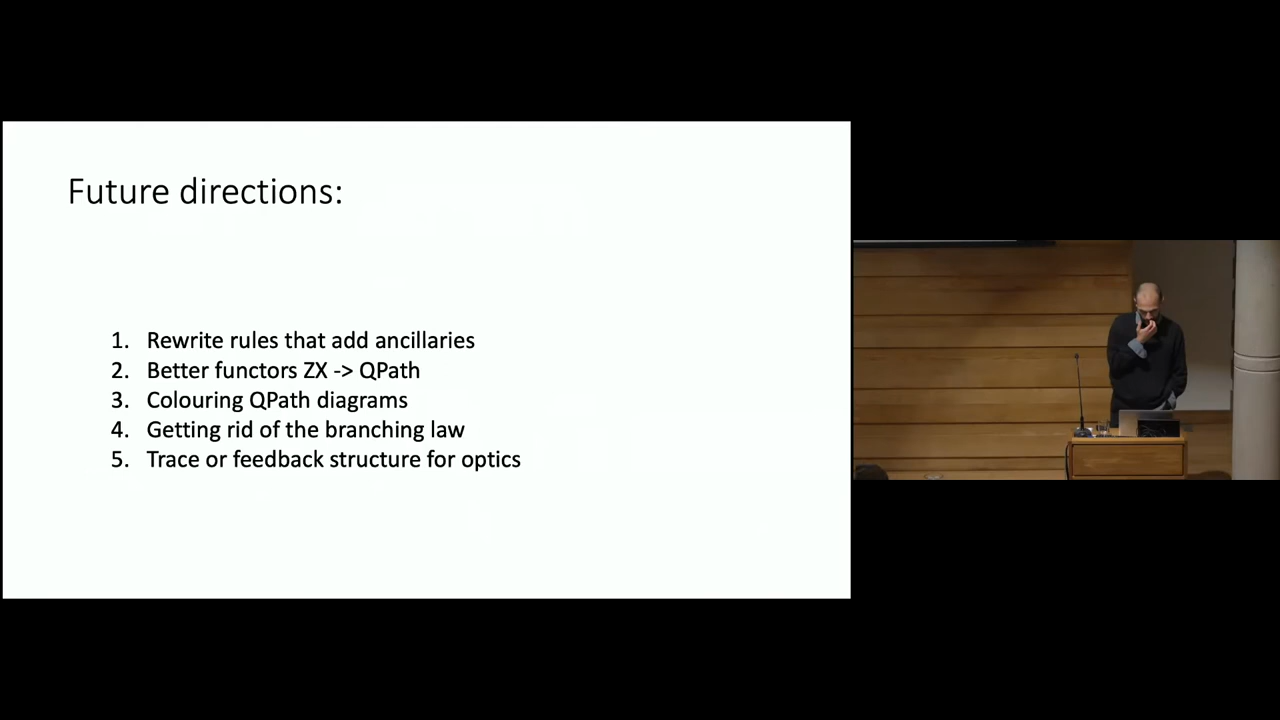 Future directions:
1. Rewrite rules that add ancillaries
2. Better functors ZX -> QPath
3. Colouring QPath diagrams
4. Getting rid of the branching law
5. Trace or feedback structure for optics